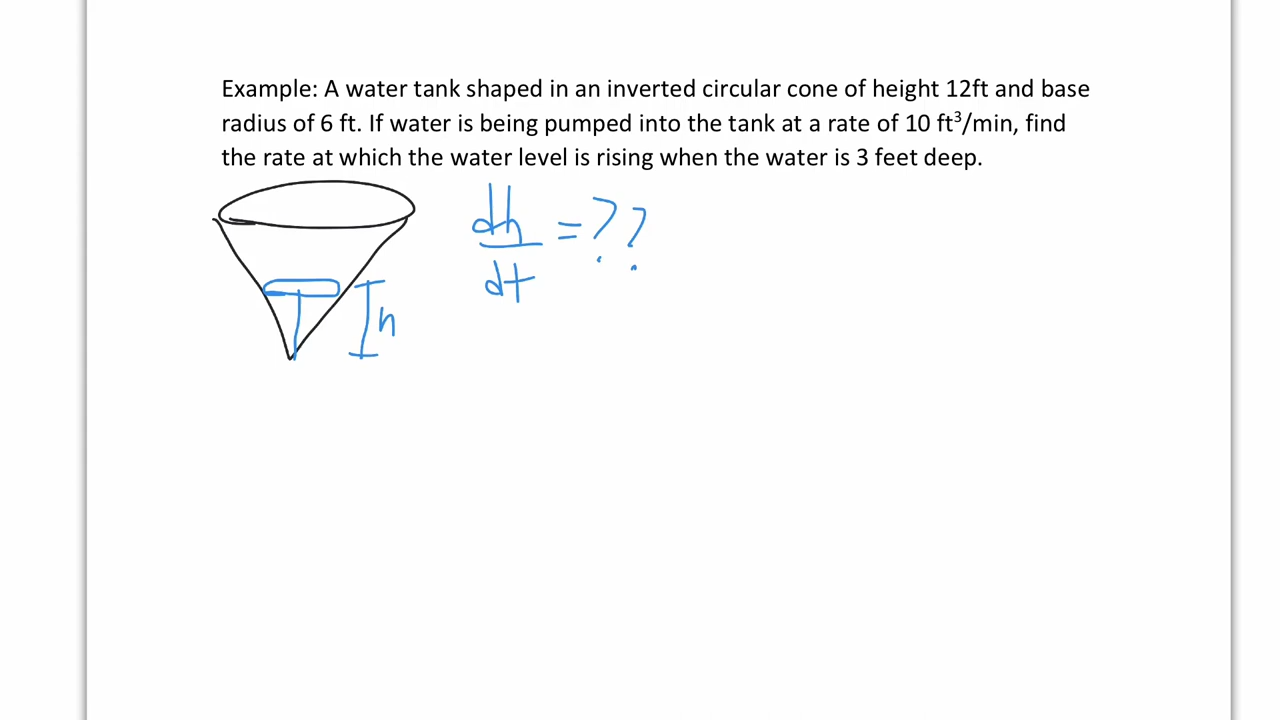 Example: A water tank shaped in an inverted circular cone of height 12ft and base
radius of 6 ft. If water is being pumped into the tank at a rate of 10 ft³/min, find
the rate at which the water level is rising when the water is 3 feet deep.
dh/dt = ??
h